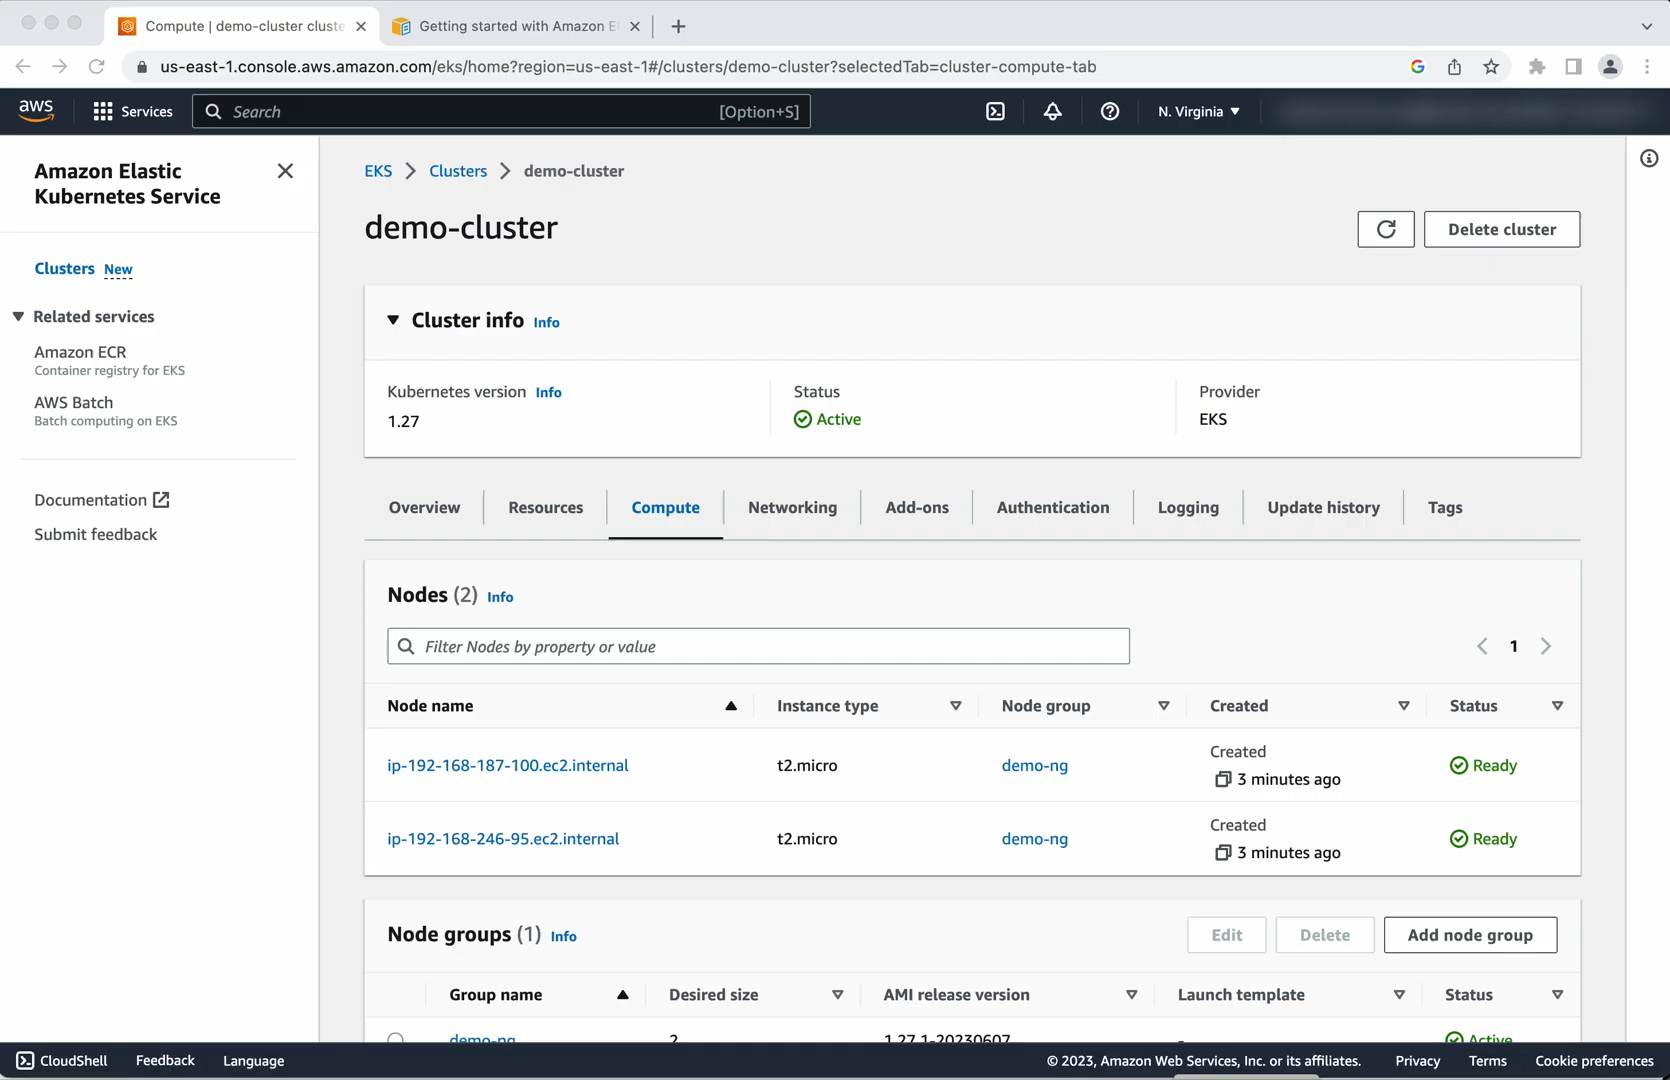 Compute | demo-cluster cluste
Getting started with Amazon E
us-east-1.console.aws.amazon.com/eks/home?region=us-east-1#/clusters/demo-cluster?selectedTab=cluster-compute-tab
aws
Services
Search
[Option+S]
N. Virginia
Amazon Elastic
Kubernetes Service
Clusters New
Related services
Amazon ECR
Container registry for EKS
AWS Batch
Batch computing on EKS
Documentation
Submit feedback
EKS
Clusters
demo-cluster
demo-cluster
Delete cluster
Cluster info Info
Kubernetes version Info
1.27
Status
Active
Provider
EKS
Overview
Resources
Compute
Networking
Add-ons
Authentication
Logging
Update history
Tags
Nodes (2) Info
Filter Nodes by property or value
1
Node name
Instance type
Node group
Created
Status
ip-192-168-187-100.ec2.internal
t2.micro
demo-ng
Created
3 minutes ago
Ready
ip-192-168-246-95.ec2.internal
t2.micro
demo-ng
Created
3 minutes ago
Ready
Node groups (1) Info
Edit
Delete
Add node group
Group name
Desired size
AMI release version
Launch template
Status
demo-ng
2
1.27.1-20230607
-
Active
CloudShell
Feedback
Language
© 2023, Amazon Web Services, Inc. or its affiliates.
Privacy
Terms
Cookie preferences